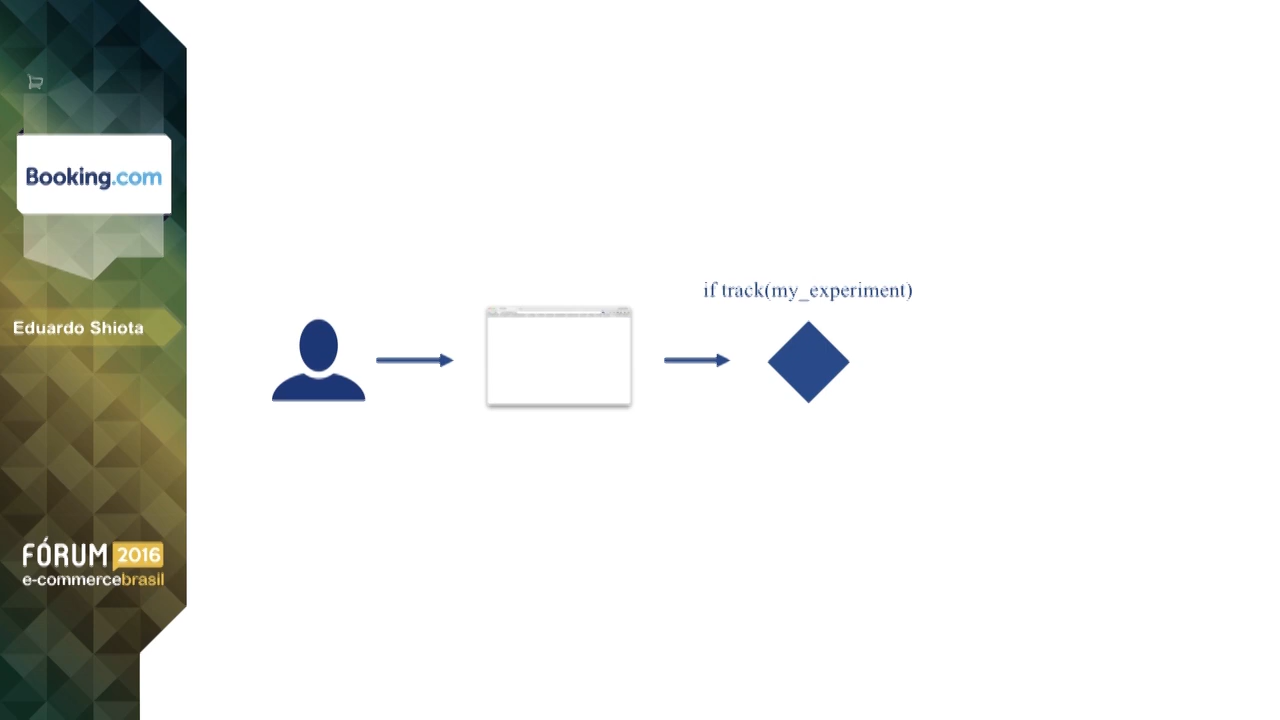 Booking.com
Eduardo Shiota
FÓRUM 2016
e-commercebrasil
if track(my_experiment)